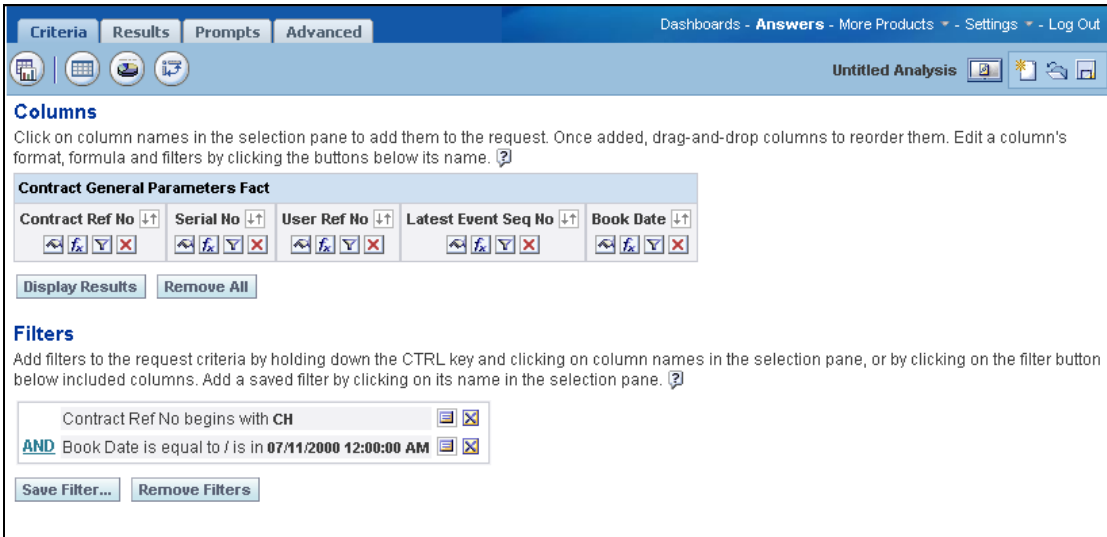 Criteria Results Prompts Advanced Dashboards - Answers - More Products - Settings - Log Out
Untitled Analysis
Columns
Click on column names in the selection pane to add them to the request. Once added, drag-and-drop columns to reorder them. Edit a column's
format, formula and filters by clicking the buttons below its name.
Contract General Parameters Fact
Contract Ref No Serial No User Ref No Latest Event Seq No Book Date
Display Results Remove All
Filters
Add filters to the request criteria by holding down the CTRL key and clicking on column names in the selection pane, or by clicking on the filter button
below included columns. Add a saved filter by clicking on its name in the selection pane.
Contract Ref No begins with CH
AND Book Date is equal to / is in 07/11/2000 12:00:00 AM
Save Filter... Remove Filters